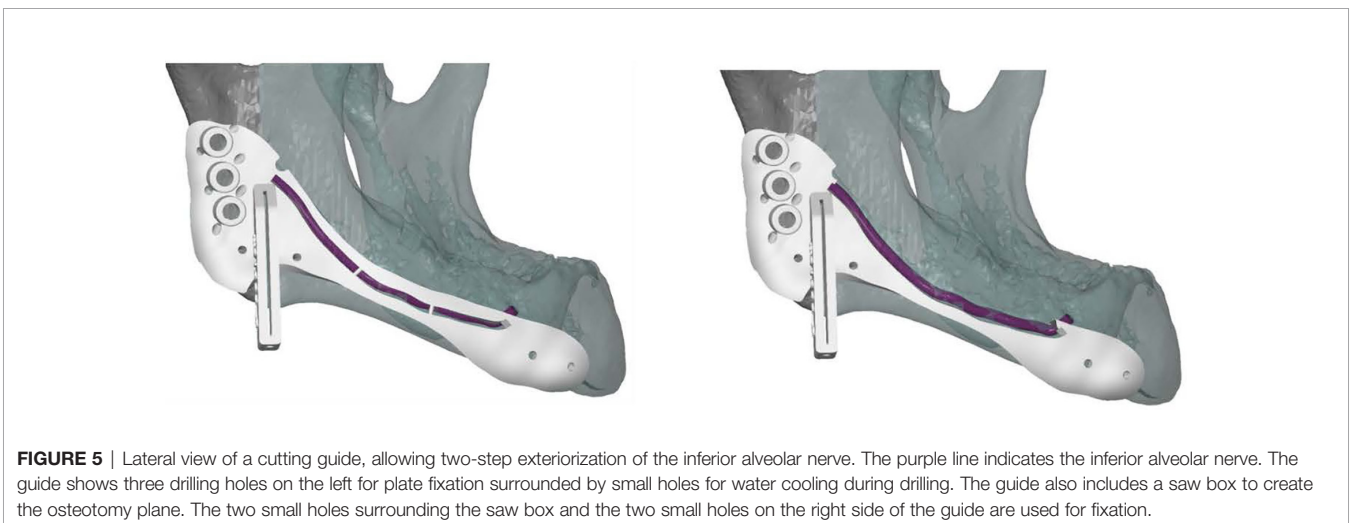 FIGURE 5 | Lateral view of a cutting guide, allowing two-step exteriorization of the inferior alveolar nerve. The purple line indicates the inferior alveolar nerve. The
guide shows three drilling holes on the left for plate fixation surrounded by small holes for water cooling during drilling. The guide also includes a saw box to create
the osteotomy plane. The two small holes surrounding the saw box and the two small holes on the right side of the guide are used for fixation.